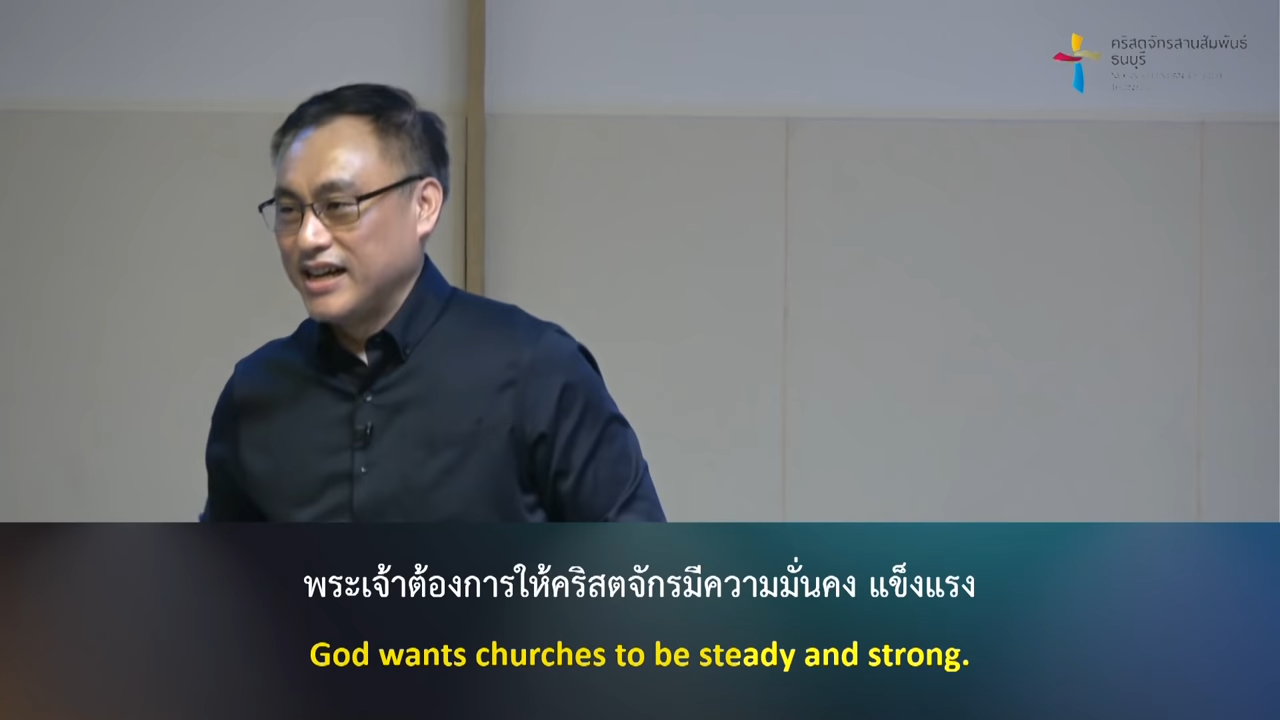 คริสตจักรสานสัมพันธ์
ธนบุรี
พระเจ้าต้องการให้คริสตจักรมีความมั่นคง แข็งแรง
God wants churches to be steady and strong.